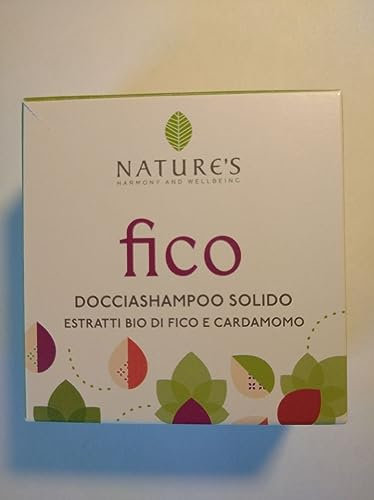 NATURE'S
HARMONY AND WELLBEING
fico
DOCCIASHAMPOO SOLIDO
ESTRATTI BIO DI FICO E CARDAMOMO